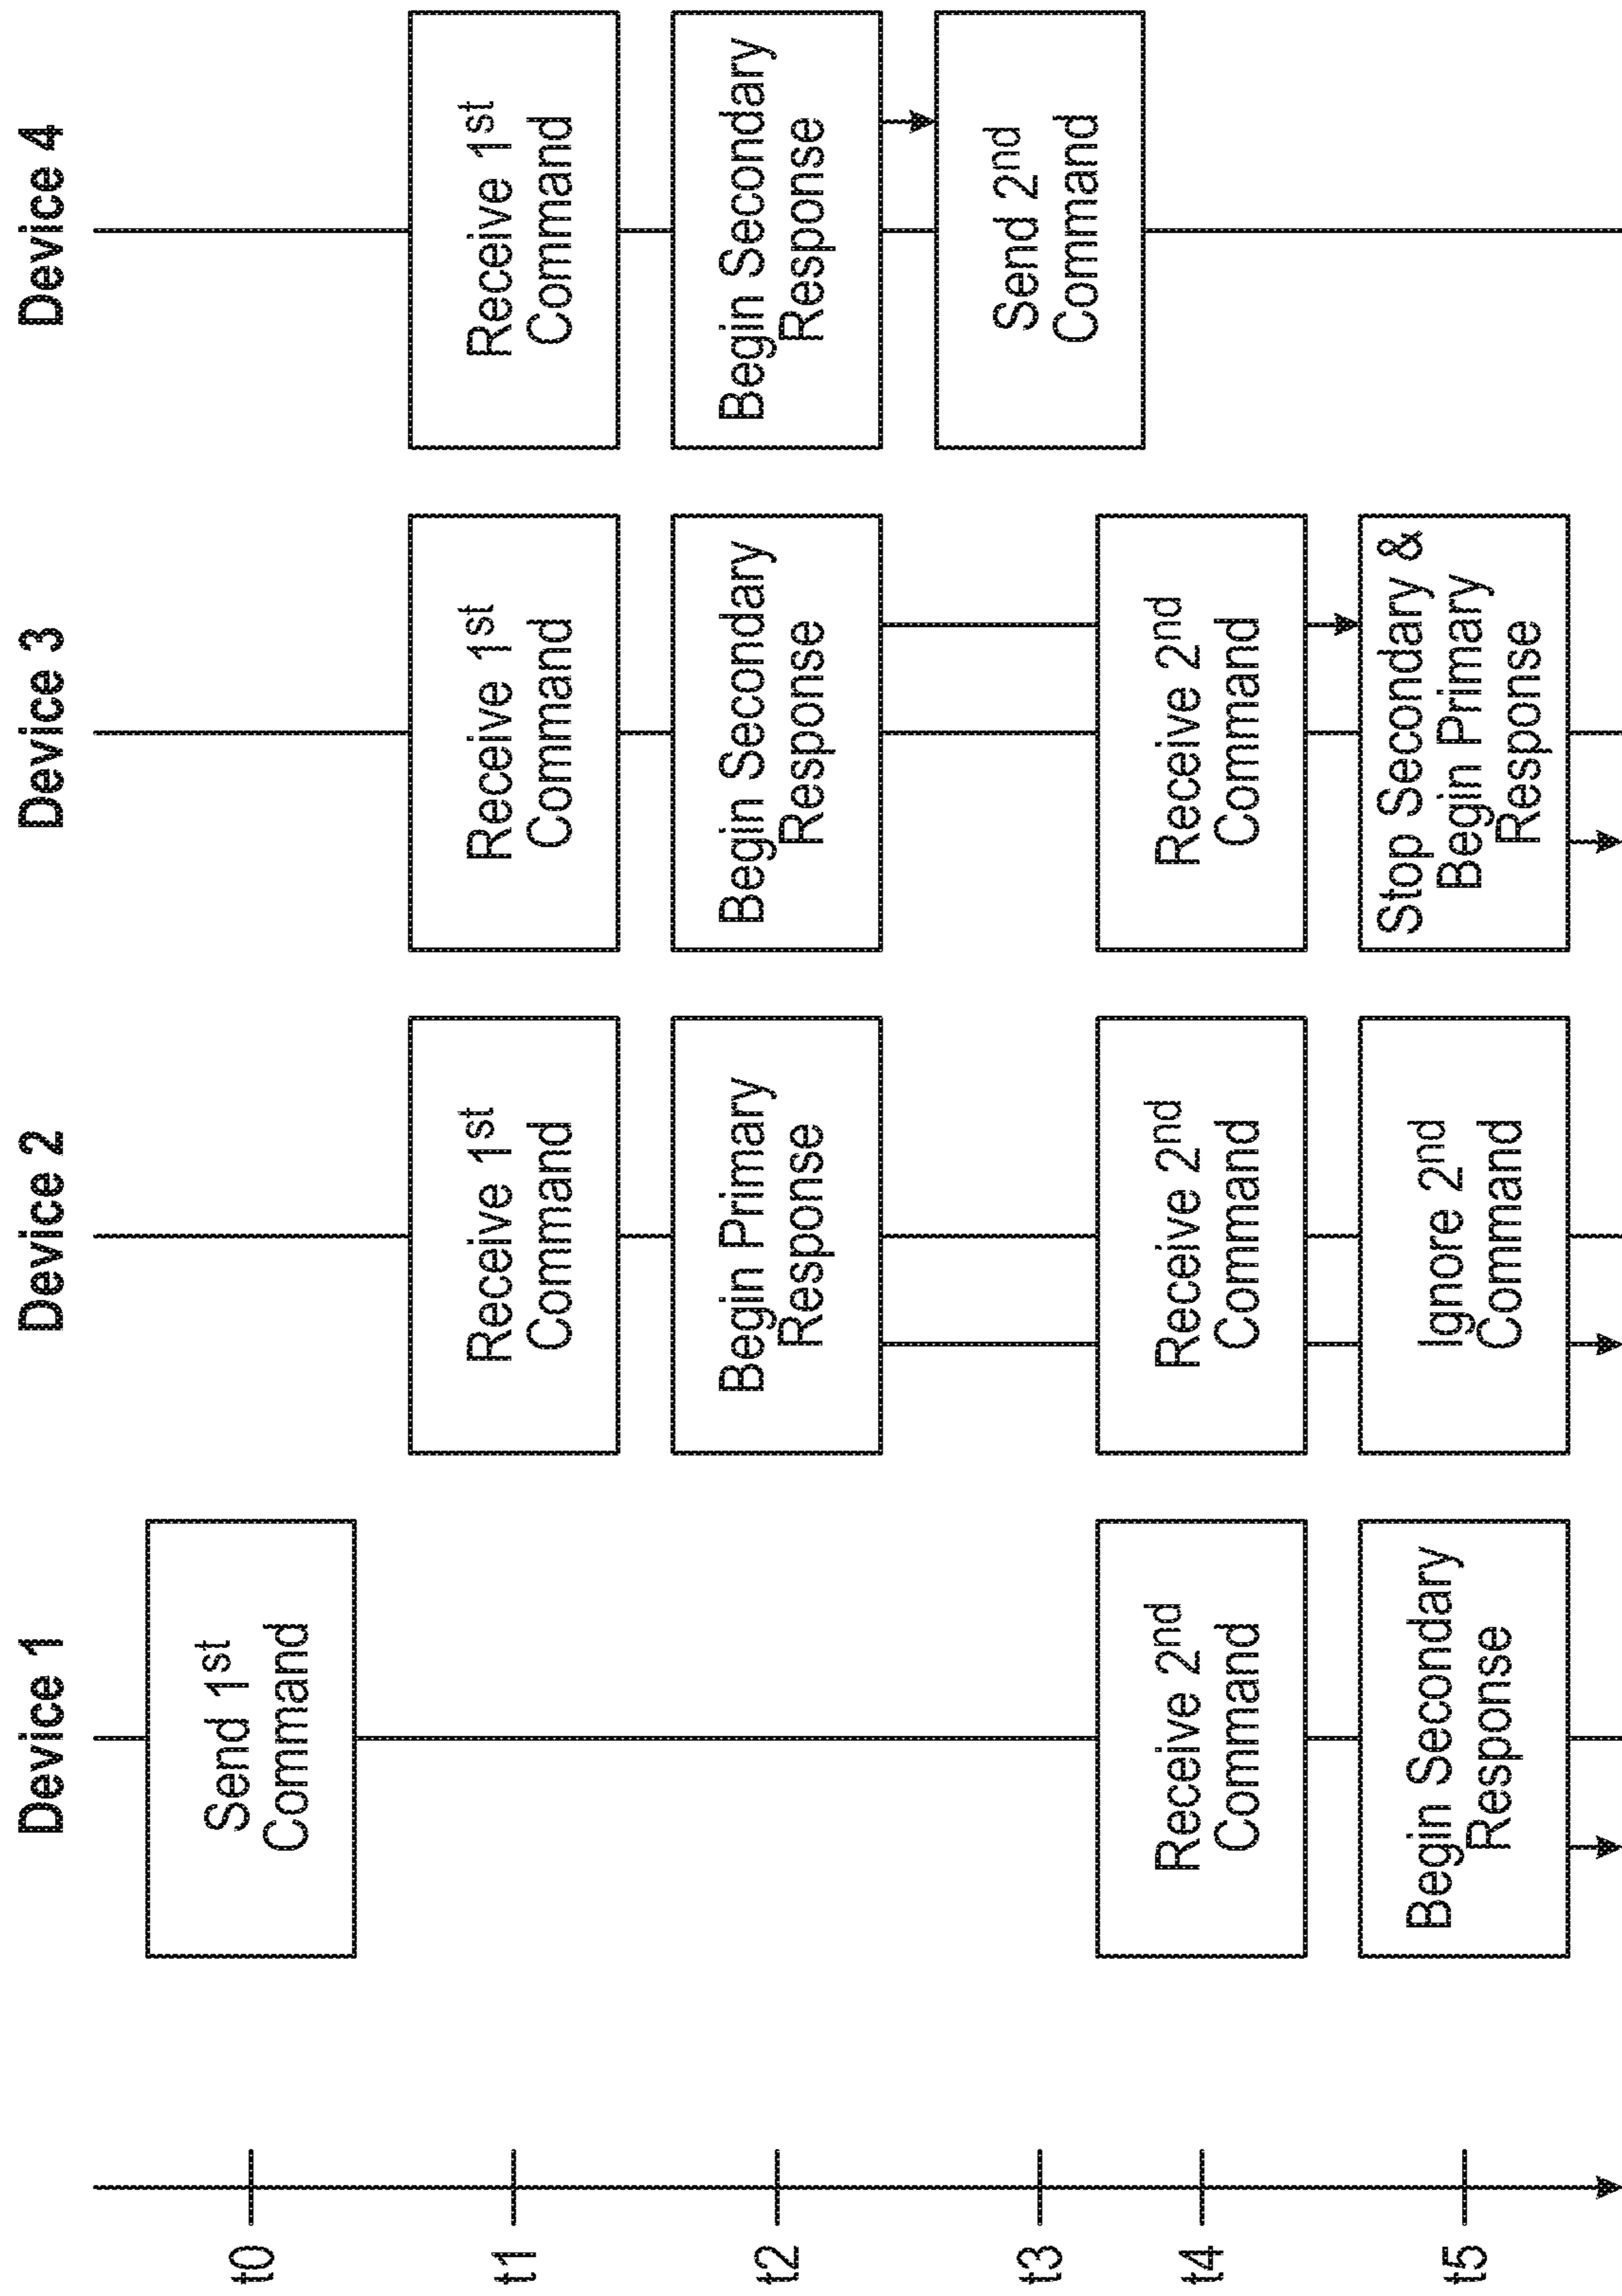 Device 1
Device 2
Device 3
Device 4
t0
Send 1st
Command
t1
Receive 1st
Command
Receive 1st
Command
Receive 1st
Command
t2
Begin Primary
Response
Begin Secondary
Response
Begin Secondary
Response
t3
Send 2nd
Command
t4
Receive 2nd
Command
Receive 2nd
Command
Receive 2nd
Command
t5
Begin Secondary
Response
Ignore 2nd
Command
Stop Secondary &
Begin Primary
Response